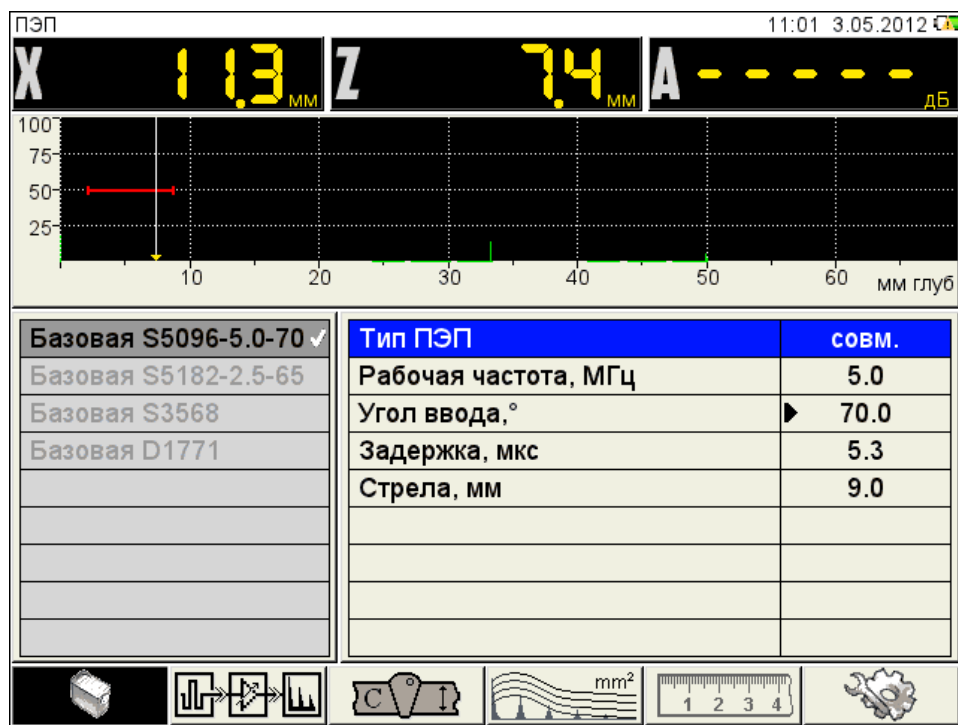 ПЭП 11:01 3.05.2012
X 11.3 мм Z 7.4 мм A - - - - - дБ
100
75
50
25
10 20 30 40 50 60 мм глуб
Базовая S5096-5.0-70 Тип ПЭП совм.
Базовая S5182-2.5-65 Рабочая частота, МГц 5.0
Базовая S3568 Угол ввода,° 70.0
Базовая D1771 Задержка, мкс 5.3
Стрела, мм 9.0
C mm² 1 2 3 4